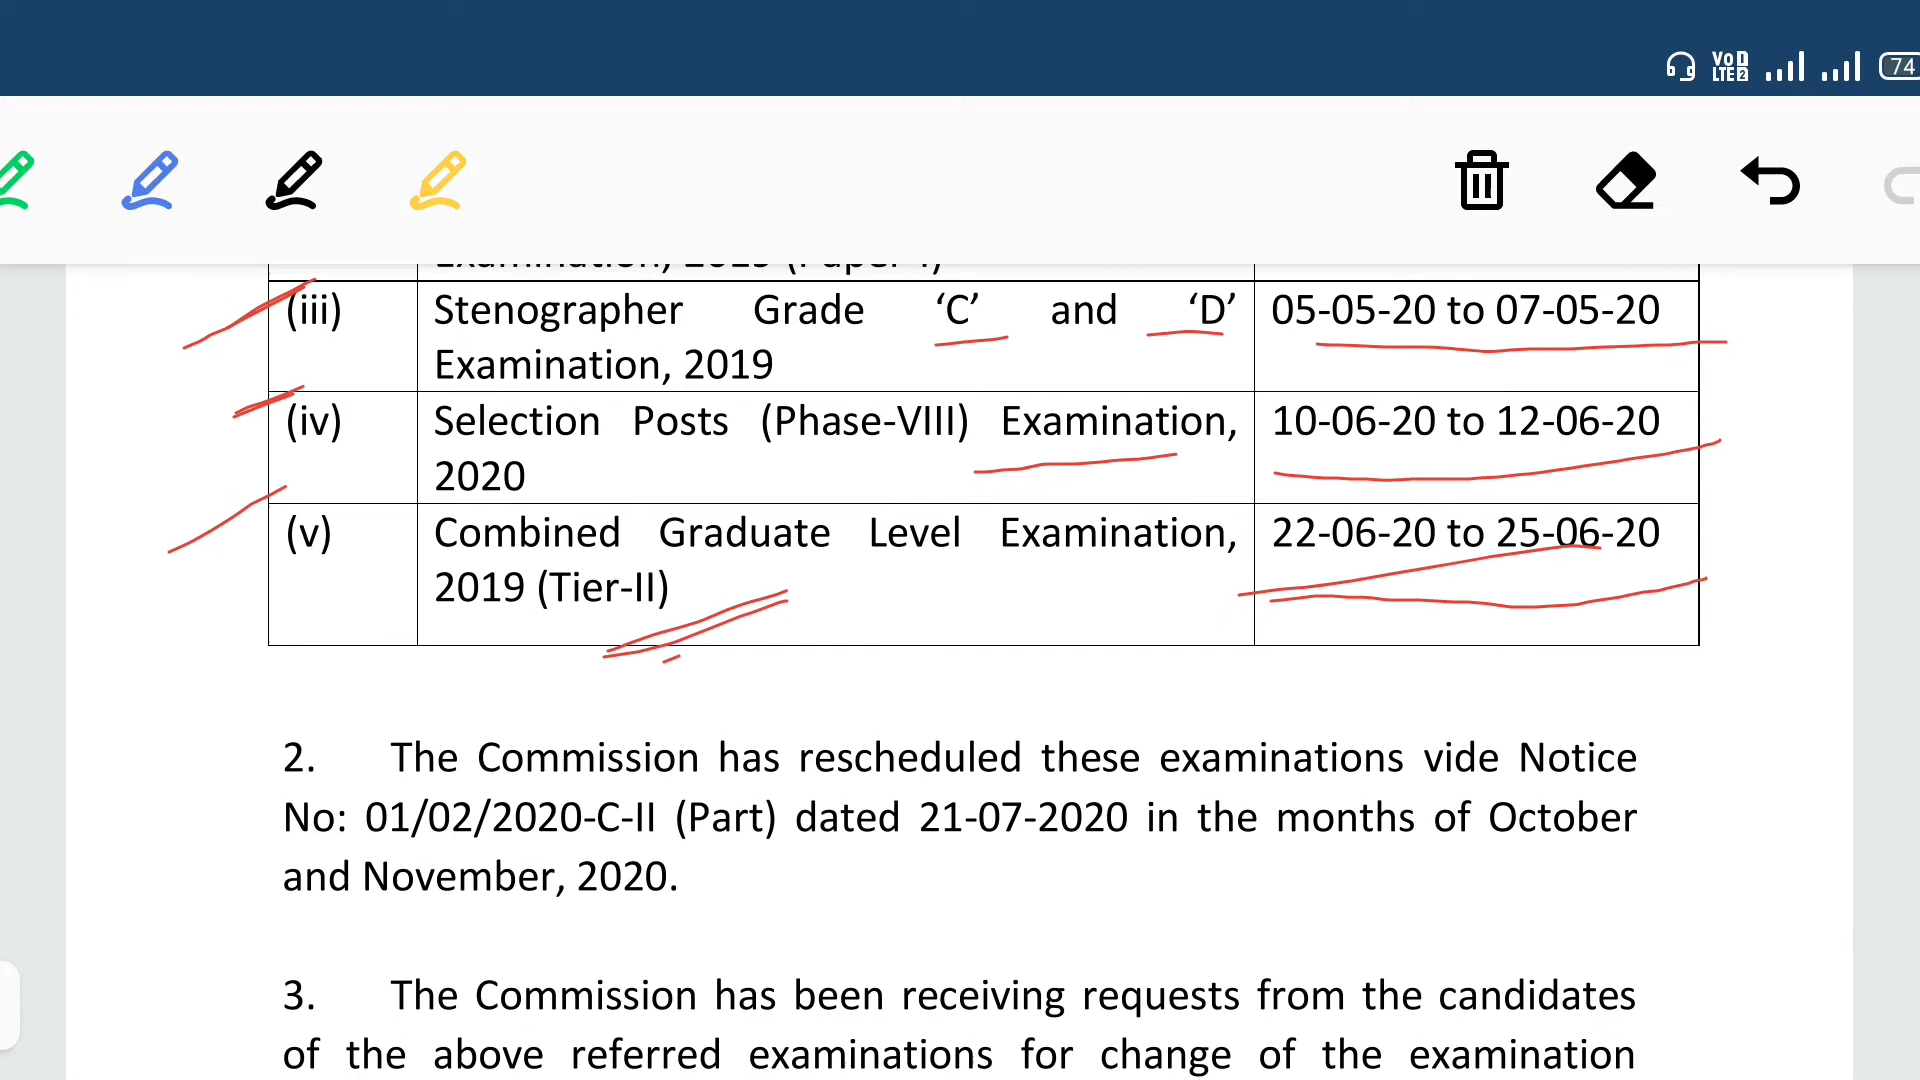 Vo D
LTE 2
74
(iii) Stenographer Grade ‘C’ and ‘D’ 05-05-20 to 07-05-20
Examination, 2019
(iv) Selection Posts (Phase-VIII) Examination, 10-06-20 to 12-06-20
2020
(v) Combined Graduate Level Examination, 22-06-20 to 25-06-20
2019 (Tier-II)
2. The Commission has rescheduled these examinations vide Notice
No: 01/02/2020-C-II (Part) dated 21-07-2020 in the months of October
and November, 2020.
3. The Commission has been receiving requests from the candidates
of the above referred examinations for change of the examination